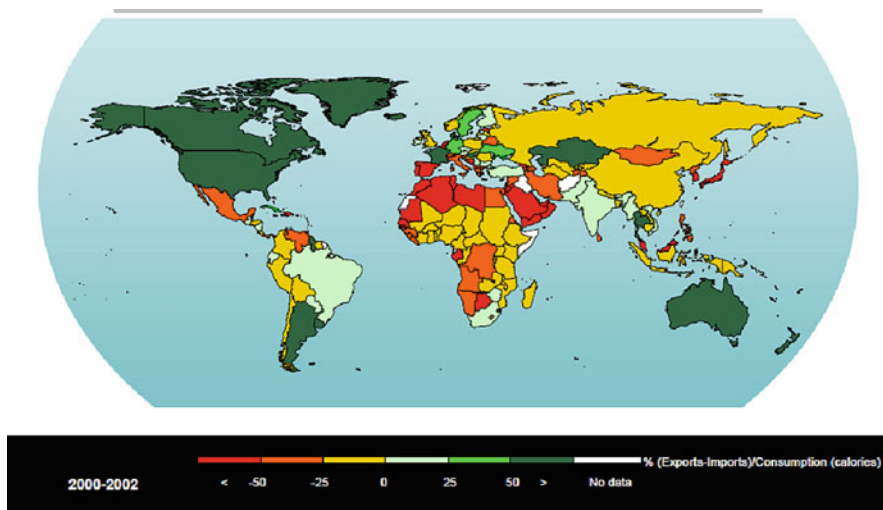 % (Exports-Imports)/Consumption (calories)
2000-2002 < -50 -25 0 25 50 > No data